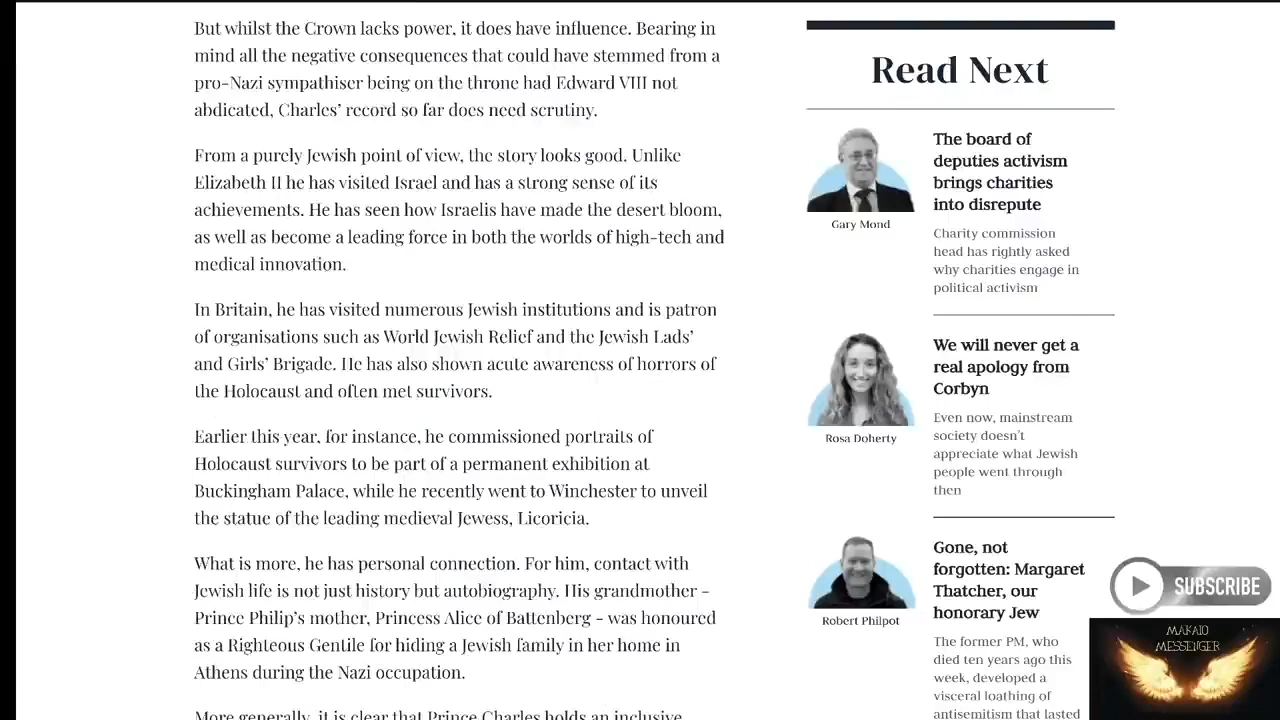 But whilst the Crown lacks power, it does have influence. Bearing in
mind all the negative consequences that could have stemmed from a
pro-Nazi sympathiser being on the throne had Edward VIII not
abdicated, Charles' record so far does need scrutiny.
From a purely Jewish point of view, the story looks good. Unlike
Elizabeth II he has visited Israel and has a strong sense of its
achievements. He has seen how Israelis have made the desert bloom,
as well as become a leading force in both the worlds of high-tech and
medical innovation.
In Britain, he has visited numerous Jewish institutions and is patron
of organisations such as World Jewish Relief and the Jewish Lads'
and Girls' Brigade. He has also shown acute awareness of horrors of
the Holocaust and often met survivors.
Earlier this year, for instance, he commissioned portraits of
Holocaust survivors to be part of a permanent exhibition at
Buckingham Palace, while he recently went to Winchester to unveil
the statue of the leading medieval Jewess, Licoricia.
What is more, he has personal connection. For him, contact with
Jewish life is not just history but autobiography. His grandmother –
Prince Philip's mother, Princess Alice of Battenberg – was honoured
as a Righteous Gentile for hiding a Jewish family in her home in
Athens during the Nazi occupation.
More generally, it is clear that Prince Charles holds an inclusive
Read Next
The board of
deputies activism
brings charities
into disrepute
Gary Mond
Charity commission
head has rightly asked
why charities engage in
political activism
We will never get a
real apology from
Corbyn
Rosa Doherty
Even now, mainstream
society doesn't
appreciate what Jewish
people went through
then
Gone, not
forgotten: Margaret
Thatcher, our
honorary Jew
Robert Philpot
The former PM, who
died ten years ago this
week, developed a
visceral loathing of
antisemitism that lasted
SUBSCRIBE
MAKAIO
MESSENGER